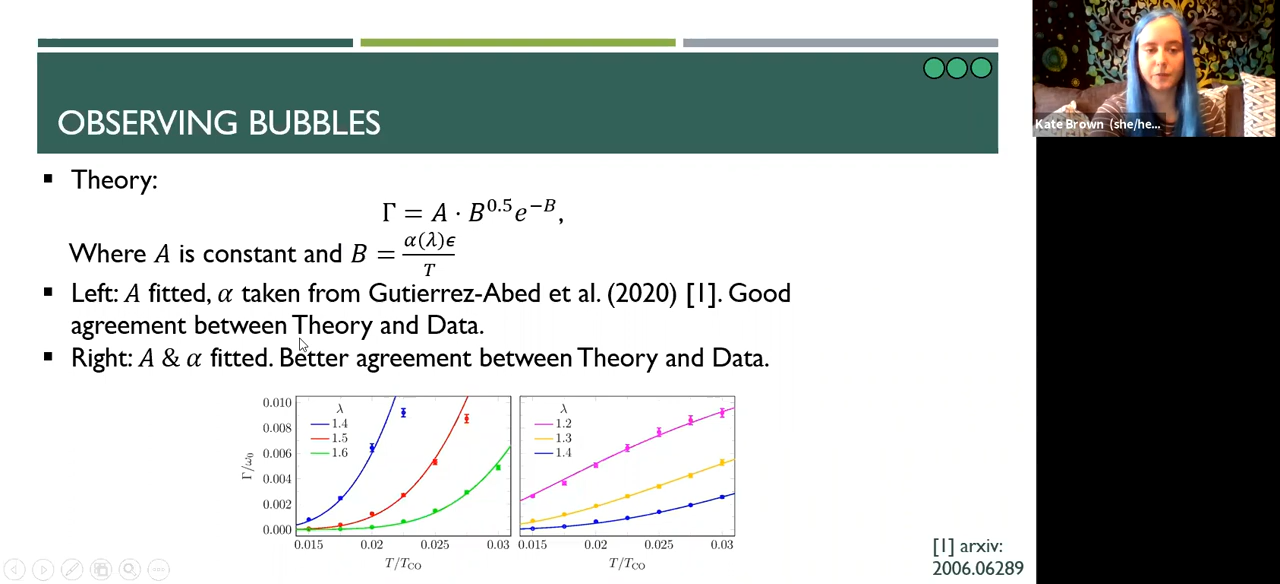 OBSERVING BUBBLES
Kate Brown (she/he...
▪ Theory:
Γ = A · B^0.5 e^−B,
Where A is constant and B = α(λ)ϵ / T
▪ Left: A fitted, α taken from Gutierrez-Abed et al. (2020) [1]. Good
agreement between Theory and Data.
▪ Right: A & α fitted. Better agreement between Theory and Data.
Γ/ω₀
0.010
0.008
0.006
0.004
0.002
0.000
λ
1.4
1.5
1.6
0.015 0.02 0.025 0.03
T/T_CO
λ
1.2
1.3
1.4
0.015 0.02 0.025 0.03
T/T_CO
[1] arxiv:
2006.06289